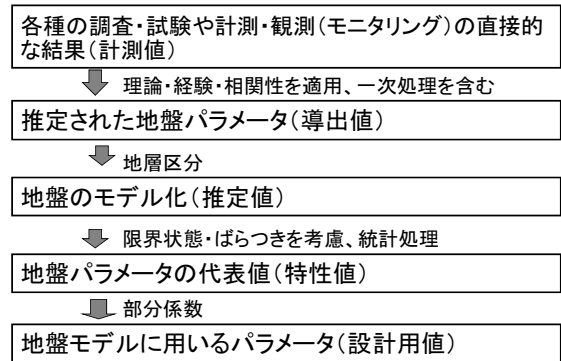 各種の調査・試験や計測・観測(モニタリング)の直接的
な結果(計測値)
理論・経験・相関性を適用、一次処理を含む
推定された地盤パラメータ(導出値)
地層区分
地盤のモデル化(推定値)
限界状態・ばらつきを考慮、統計処理
地盤パラメータの代表値(特性値)
部分係数
地盤モデルに用いるパラメータ(設計用値)